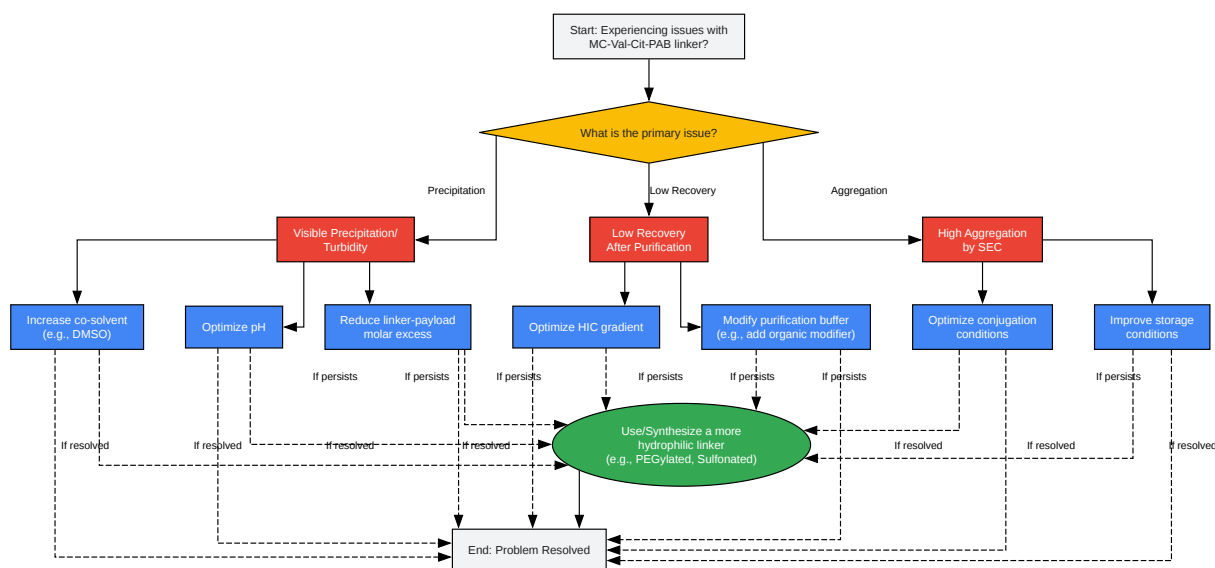 Start: Experiencing issues with
MC-Val-Cit-PAB linker?
What is the primary issue?
Precipitation
Low Recovery
Aggregation
Visible Precipitation/
Turbidity
Low Recovery
After Purification
High Aggregation
by SEC
Increase co-solvent
(e.g., DMSO)
Optimize pH
Reduce linker-payload
molar excess
Optimize HIC gradient
Modify purification buffer
(e.g., add organic modifier)
Optimize conjugation
conditions
Improve storage
conditions
If persists
If persists
If persists
If persists
If persists
If persists
If persists
Use/Synthesize a more
hydrophilic linker
(e.g., PEGylated, Sulfonated)
If resolved
If resolved
If resolved
If resolved
If resolved
If resolved
If resolved
End: Problem Resolved